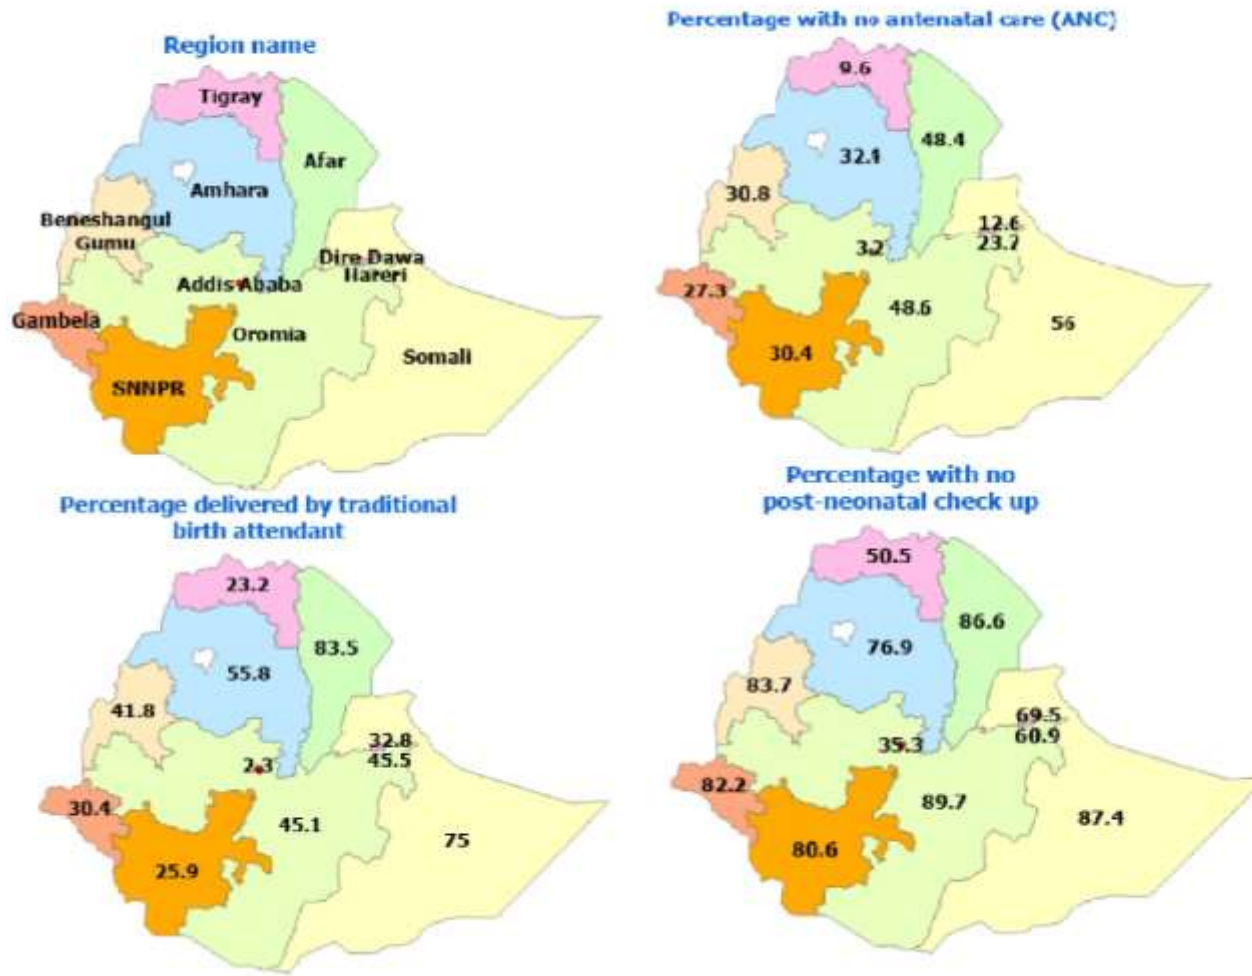 Region name
Tigray
Afar
Amhara
Beneshangul
Gumu
Dire Dawa
Hareri
Addis Ababa
Gambela
Oromia
Somali
SNNPR
Percentage with no antenatal care (ANC)
9.6
48.4
32.4
30.8
12.6
23.2
3.2
27.3
48.6
56
30.4
Percentage delivered by traditional
birth attendant
23.2
83.5
55.8
41.8
32.8
45.5
2.3
30.4
45.1
75
25.9
Percentage with no
post-neonatal check up
50.5
86.6
76.9
83.7
69.5
60.9
35.3
82.2
89.7
87.4
80.6